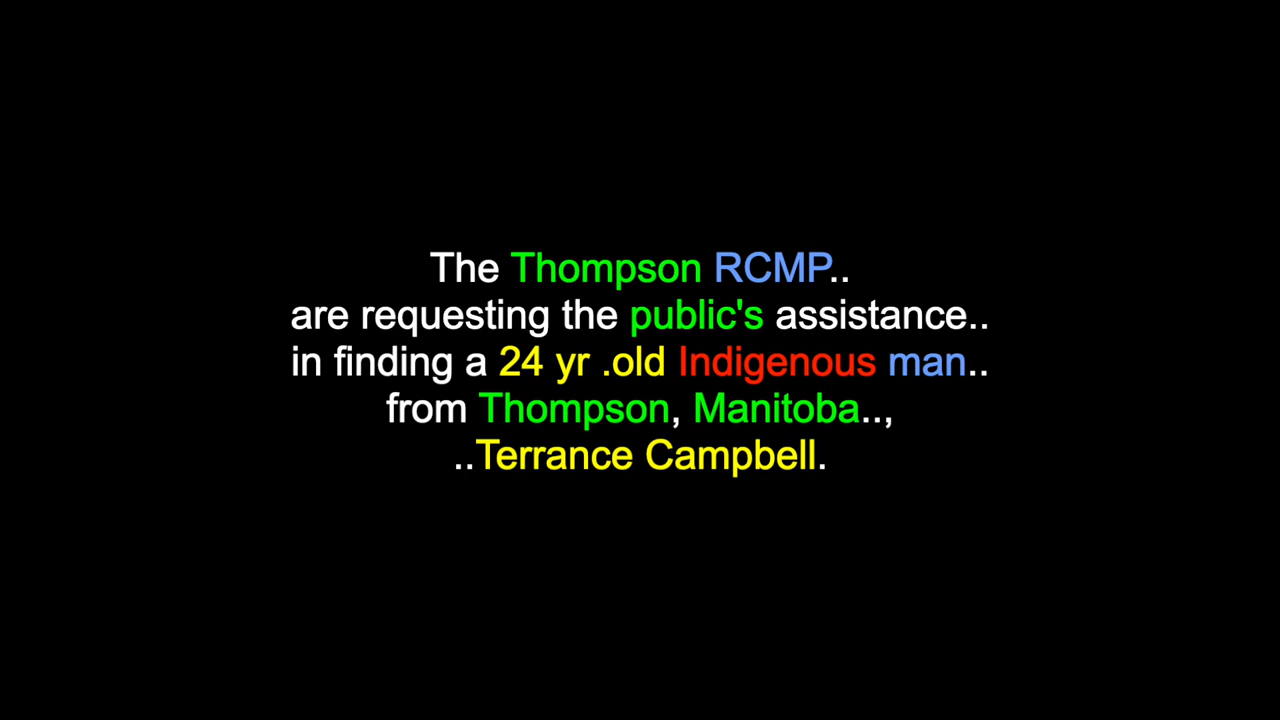 The Thompson RCMP..
are requesting the public's assistance..
in finding a 24 yr .old Indigenous man..
from Thompson, Manitoba..,
..Terrance Campbell.